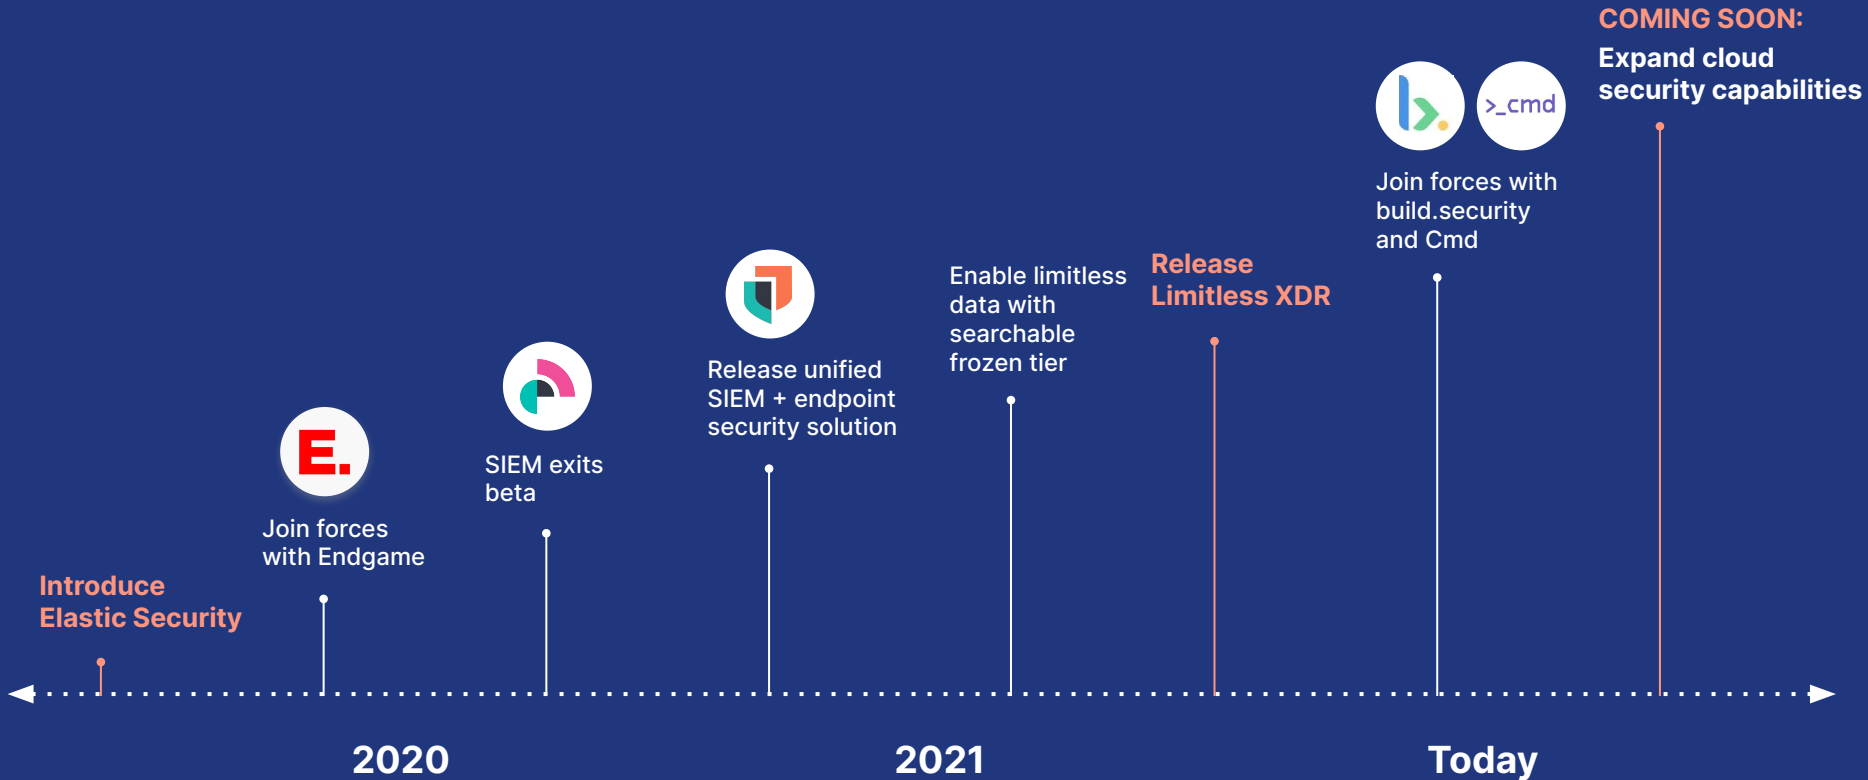 Introduce
Elastic Security
E.
Join forces
with Endgame
SIEM exits
beta
Release unified
SIEM + endpoint
security solution
Enable limitless
data with
searchable
frozen tier
Release
Limitless XDR
b.
>_cmd
Join forces with
build.security
and Cmd
COMING SOON:
Expand cloud
security capabilities
2020
2021
Today